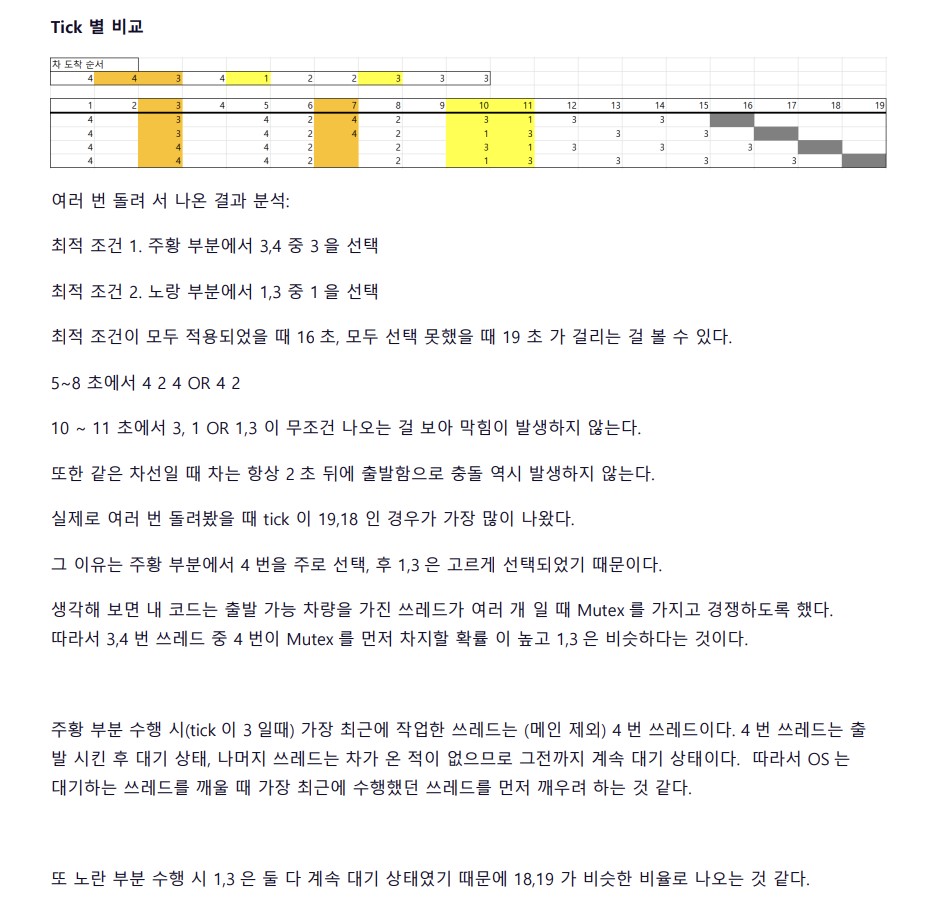 Tick 별 비교
차 도착 순서
4 4 3 4 1 2 2 3 3 3
1 2 3 4 5 6 7 8 9 10 11 12 13 14 15 16 17 18 19
4 3 4 2 4 2 3 1 3 3
4 3 4 2 4 2 1 3 3 3
4 4 4 2 2 3 1 3 3 3
4 4 4 2 2 1 3 3 3 3
여러 번 돌려 서 나온 결과 분석:
최적 조건 1. 주황 부분에서 3,4 중 3 을 선택
최적 조건 2. 노랑 부분에서 1,3 중 1 을 선택
최적 조건이 모두 적용되었을 때 16 초, 모두 선택 못했을 때 19 초 가 걸리는 걸 볼 수 있다.
5~8 초에서 4 2 4 OR 4 2
10 ~ 11 초에서 3, 1 OR 1,3 이 무조건 나오는 걸 보아 막힘이 발생하지 않는다.
또한 같은 차선일 때 차는 항상 2 초 뒤에 출발함으로 충돌 역시 발생하지 않는다.
실제로 여러 번 돌려봤을 때 tick 이 19,18 인 경우가 가장 많이 나왔다.
그 이유는 주황 부분에서 4 번을 주로 선택, 후 1,3 은 고르게 선택되었기 때문이다.
생각해 보면 내 코드는 출발 가능 차량을 가진 쓰레드가 여러 개 일 때 Mutex 를 가지고 경쟁하도록 했다.
따라서 3,4 번 쓰레드 중 4 번이 Mutex 를 먼저 차지할 확률 이 높고 1,3 은 비슷하다는 것이다.
주황 부분 수행 시(tick 이 3 일때) 가장 최근에 작업한 쓰레드는 (메인 제외) 4 번 쓰레드이다. 4 번 쓰레드는 출
발 시킨 후 대기 상태, 나머지 쓰레드는 차가 온 적이 없으므로 그전까지 계속 대기 상태이다. 따라서 OS 는
대기하는 쓰레드를 깨울 때 가장 최근에 수행했던 쓰레드를 먼저 깨우려 하는 것 같다.
또 노란 부분 수행 시 1,3 은 둘 다 계속 대기 상태였기 때문에 18,19 가 비슷한 비율로 나오는 것 같다.